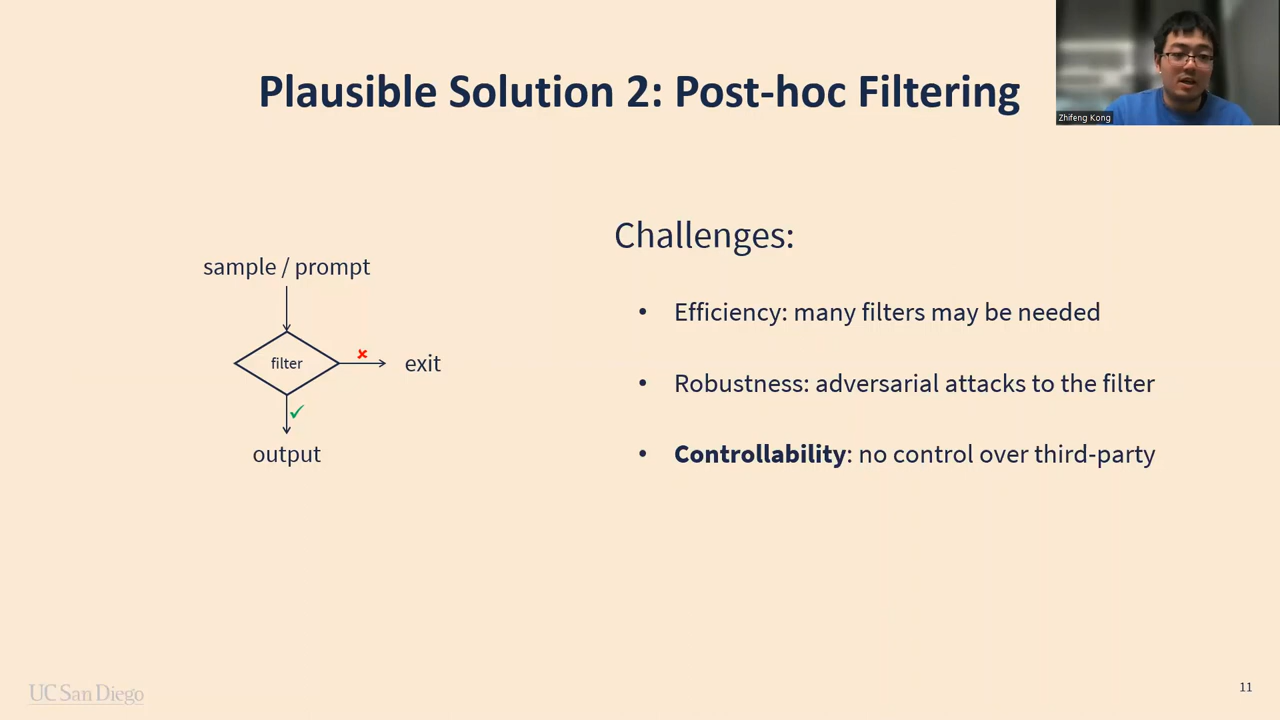 Plausible Solution 2: Post-hoc Filtering
Zhifeng Kong
sample / prompt
filter
✘
exit
✓
output
Challenges:
• Efficiency: many filters may be needed
• Robustness: adversarial attacks to the filter
• Controllability: no control over third-party
UC San Diego
11